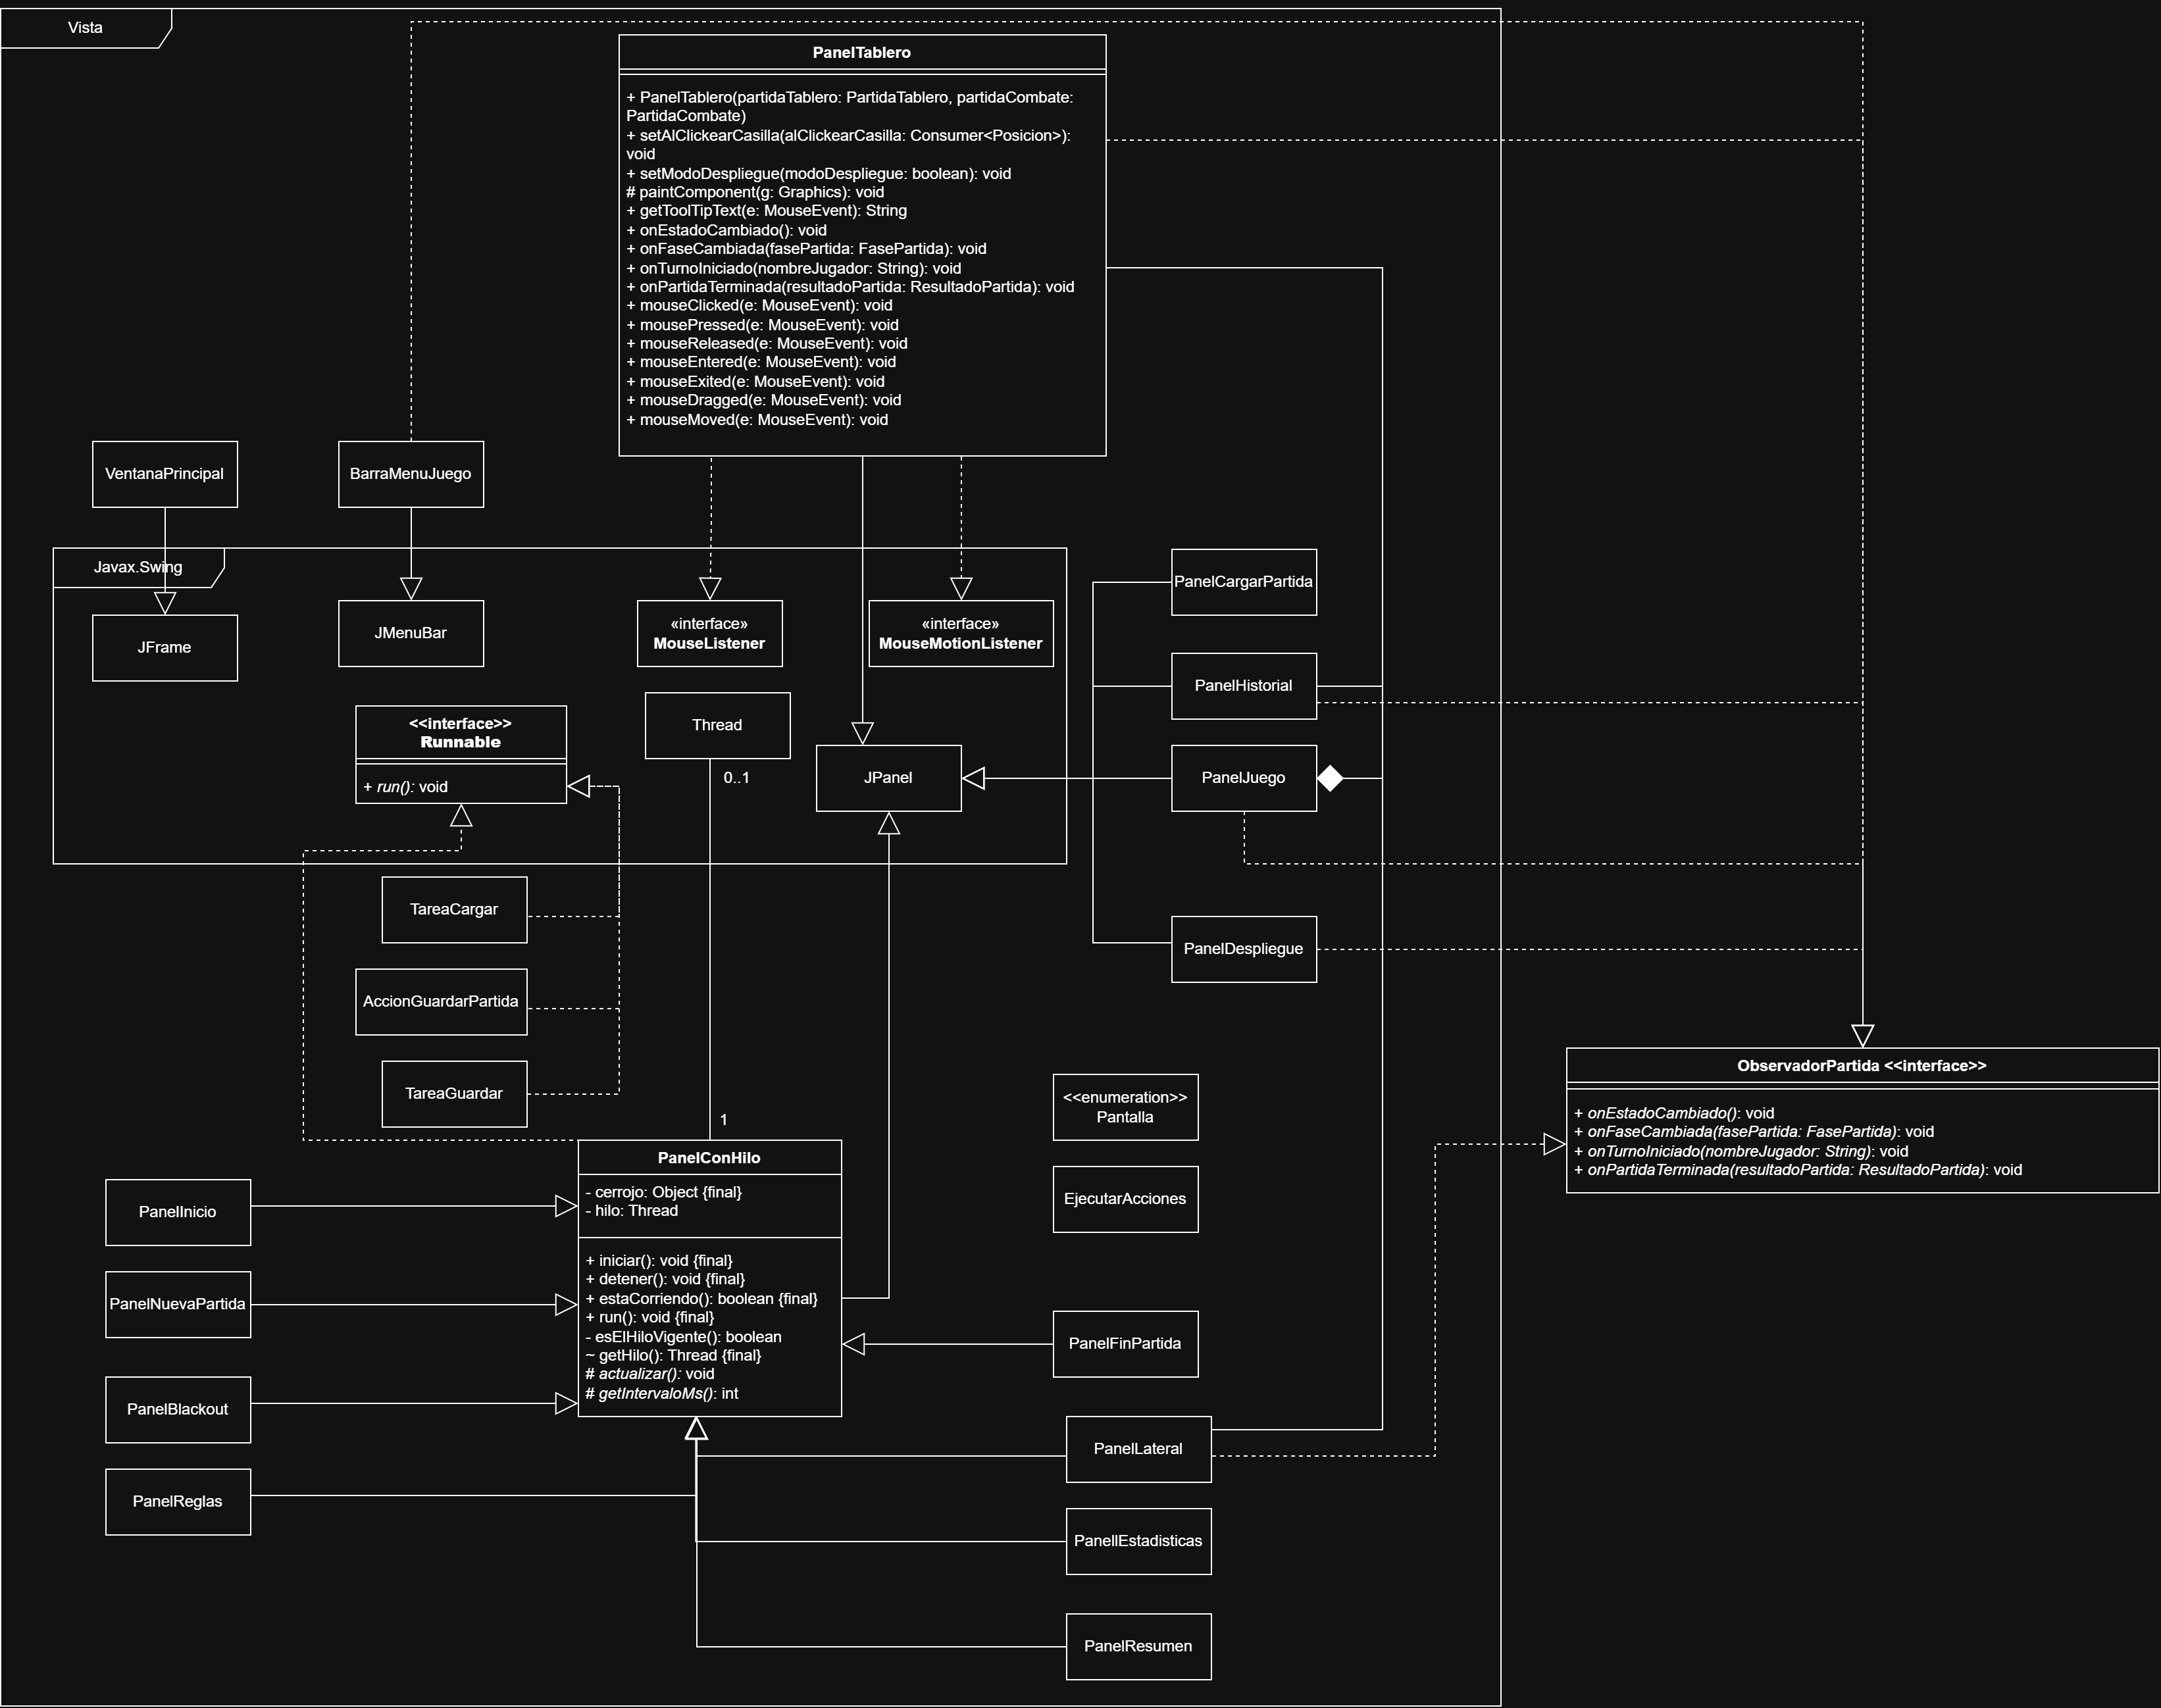 Vista
PanelTablero
+ PanelTablero(partidaTablero: PartidaTablero, partidaCombate:
PartidaCombate)
+ setAlClickearCasilla(alClickearCasilla: Consumer<Posicion>):
void
+ setModoDespliegue(modoDespliegue: boolean): void
# paintComponent(g: Graphics): void
+ getToolTipText(e: MouseEvent): String
+ onEstadoCambiado(): void
+ onFaseCambiada(fasePartida: FasePartida): void
+ onTurnoIniciado(nombreJugador: String): void
+ onPartidaTerminada(resultadoPartida: ResultadoPartida): void
+ mouseClicked(e: MouseEvent): void
+ mousePressed(e: MouseEvent): void
+ mouseReleased(e: MouseEvent): void
+ mouseEntered(e: MouseEvent): void
+ mouseExited(e: MouseEvent): void
+ mouseDragged(e: MouseEvent): void
+ mouseMoved(e: MouseEvent): void
VentanaPrincipal
BarraMenuJuego
Javax.Swing
JFrame
JMenuBar
«interface»
MouseListener
«interface»
MouseMotionListener
PanelCargarPartida
PanelHistorial
<<interface>>
Runnable
+ run(): void
Thread
0..1
JPanel
PanelJuego
TareaCargar
PanelDespliegue
AccionGuardarPartida
TareaGuardar
1
<<enumeration>>
Pantalla
ObservadorPartida <<interface>>
+ onEstadoCambiado(): void
+ onFaseCambiada(fasePartida: FasePartida): void
+ onTurnoIniciado(nombreJugador: String): void
+ onPartidaTerminada(resultadoPartida: ResultadoPartida): void
PanelConHilo
- cerrojo: Object {final}
- hilo: Thread
+ iniciar(): void {final}
+ detener(): void {final}
+ estaCorriendo(): boolean {final}
+ run(): void {final}
- esElHiloVigente(): boolean
~ getHilo(): Thread {final}
# actualizar(): void
# getIntervaloMs(): int
EjecutarAcciones
PanelInicio
PanelNuevaPartida
PanelFinPartida
PanelBlackout
PanelLateral
PanelReglas
PanellEstadisticas
PanelResumen